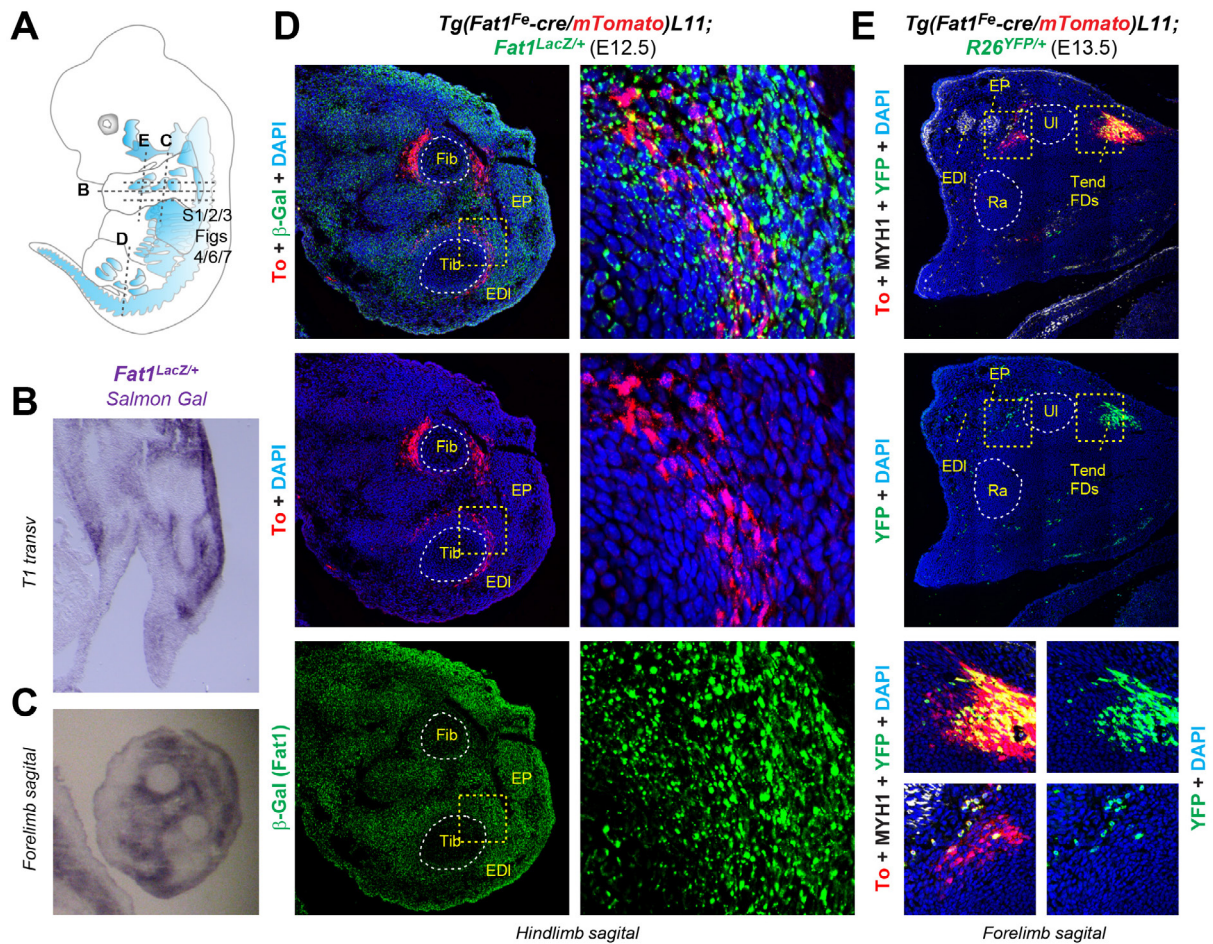 A
E C
B
S1/2/3
D
Figs
4/6/7
Fat1LacZ/+
Salmon Gal
B
T1 transv
C
Forelimb sagital
D
Tg(Fat1Fe-cre/mTomato)L11;
Fat1LacZ/+ (E12.5)
To + β-Gal + DAPI
Fib
EP
Tib
EDl
To + DAPI
Fib
EP
Tib
EDl
β-Gal (Fat1)
Fib
EP
Tib
EDl
Hindlimb sagital
E
Tg(Fat1Fe-cre/mTomato)L11;
R26YFP/+ (E13.5)
To + MYH1 + YFP + DAPI
EP
Ul
EDl
Tend
FDs
Ra
YFP + DAPI
EP
Ul
EDl
Tend
FDs
Ra
To + MYH1 + YFP + DAPI
YFP + DAPI
Forelimb sagital